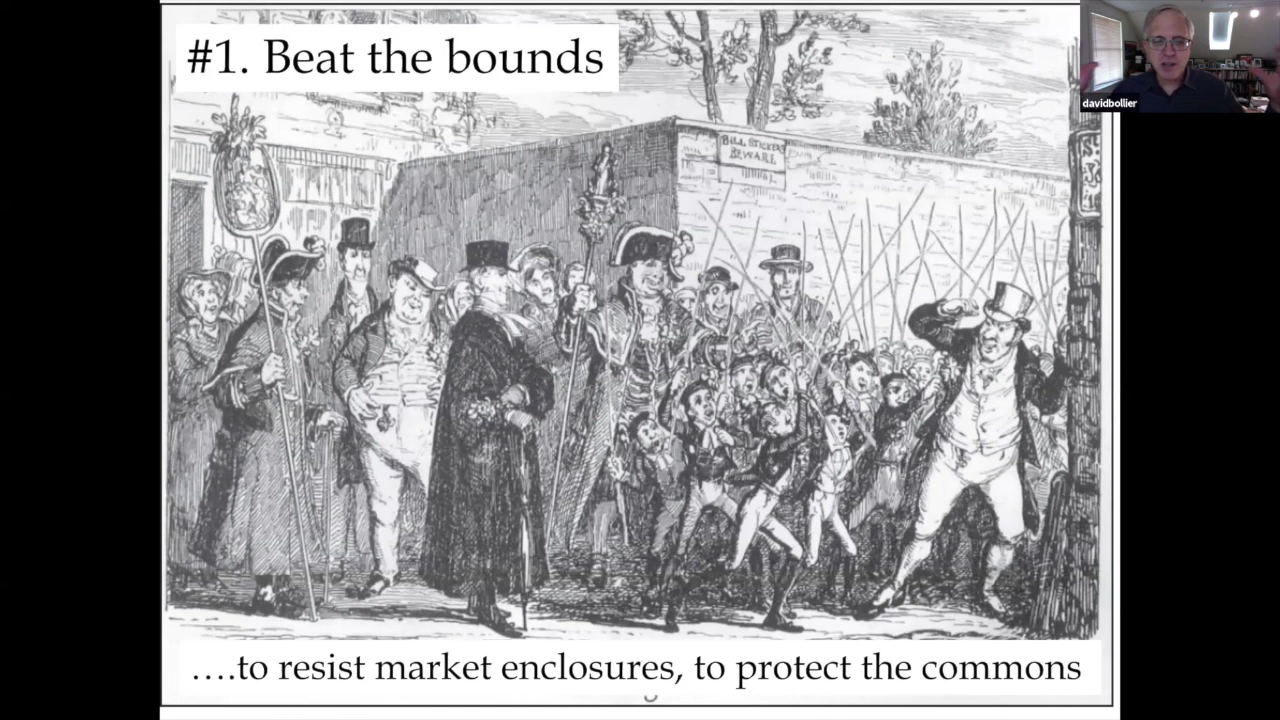 #1. Beat the bounds
davidbollier
BILL STICKERS
BEWARE
….to resist market enclosures, to protect the commons